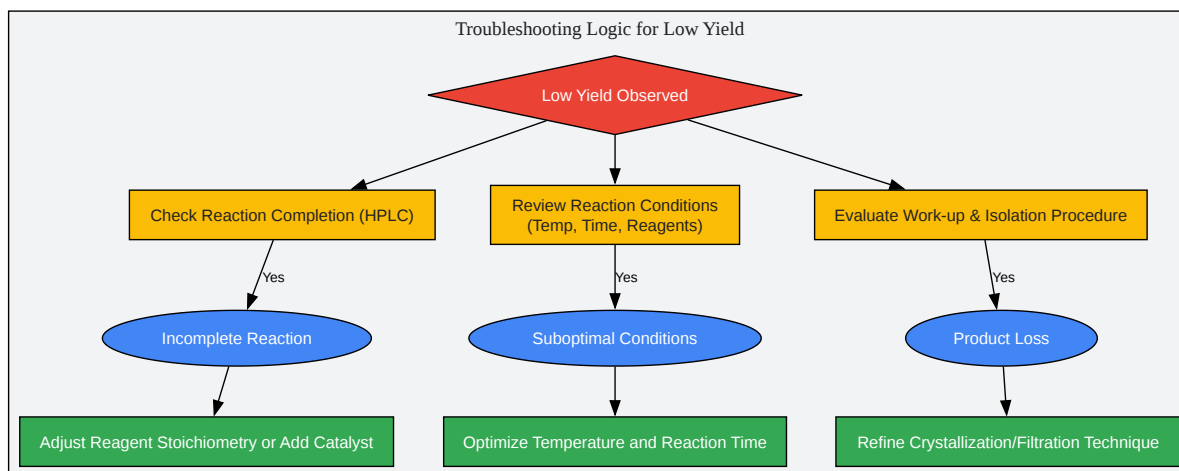 Troubleshooting Logic for Low Yield
Low Yield Observed
Check Reaction Completion (HPLC)
Review Reaction Conditions
(Temp, Time, Reagents)
Evaluate Work-up & Isolation Procedure
Yes
Yes
Yes
Incomplete Reaction
Suboptimal Conditions
Product Loss
Adjust Reagent Stoichiometry or Add Catalyst
Optimize Temperature and Reaction Time
Refine Crystallization/Filtration Technique